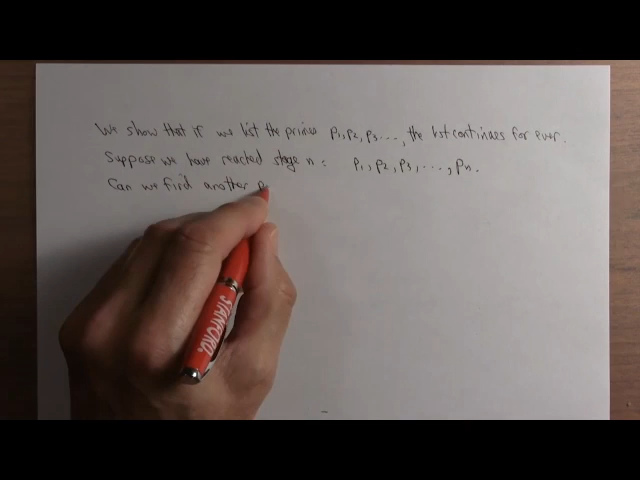 We show that if we list the primes p₁, p₂, p₃..., the list continues for ever.
Suppose we have reached stage n: p₁, p₂, p₃, ..., pₙ.
Can we find another p
STANFORD